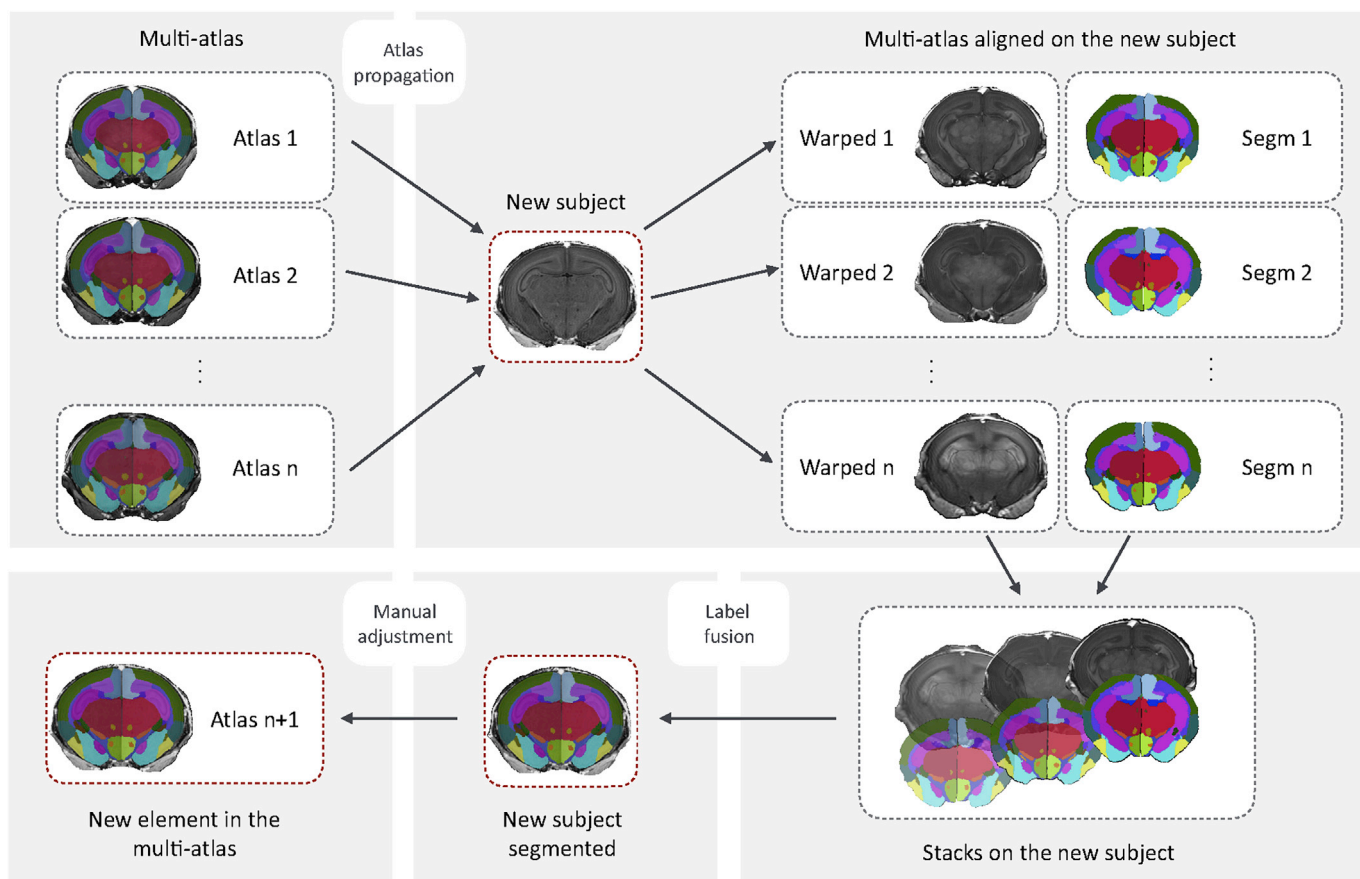 Multi-atlas
Atlas
propagation
Multi-atlas aligned on the new subject
Atlas 1
Warped 1
Segm 1
New subject
Atlas 2
Warped 2
Segm 2
Atlas n
Warped n
Segm n
Manual
adjustment
Label
fusion
Atlas n+1
New element in the
multi-atlas
New subject
segmented
Stacks on the new subject